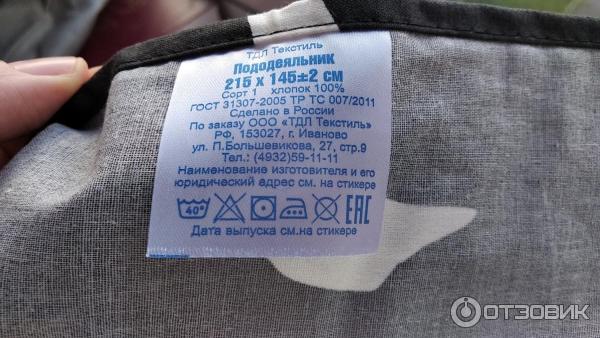 ТДЛ Текстиль
Пододеяльник
215 х 145±2 см
Сорт 1 хлопок 100%
ГОСТ 31307-2005 ТР ТС 007/2011
Сделано в России
По заказу ООО «ТДЛ Текстиль»
РФ, 153027, г. Иваново
ул. П.Большевикова, 27, стр.9
Тел.: (4932)59-11-11
Наименование изготовителя и его
юридический адрес см. на стикере
40° EAC
Дата выпуска см.на стикере
ОТЗОВИК